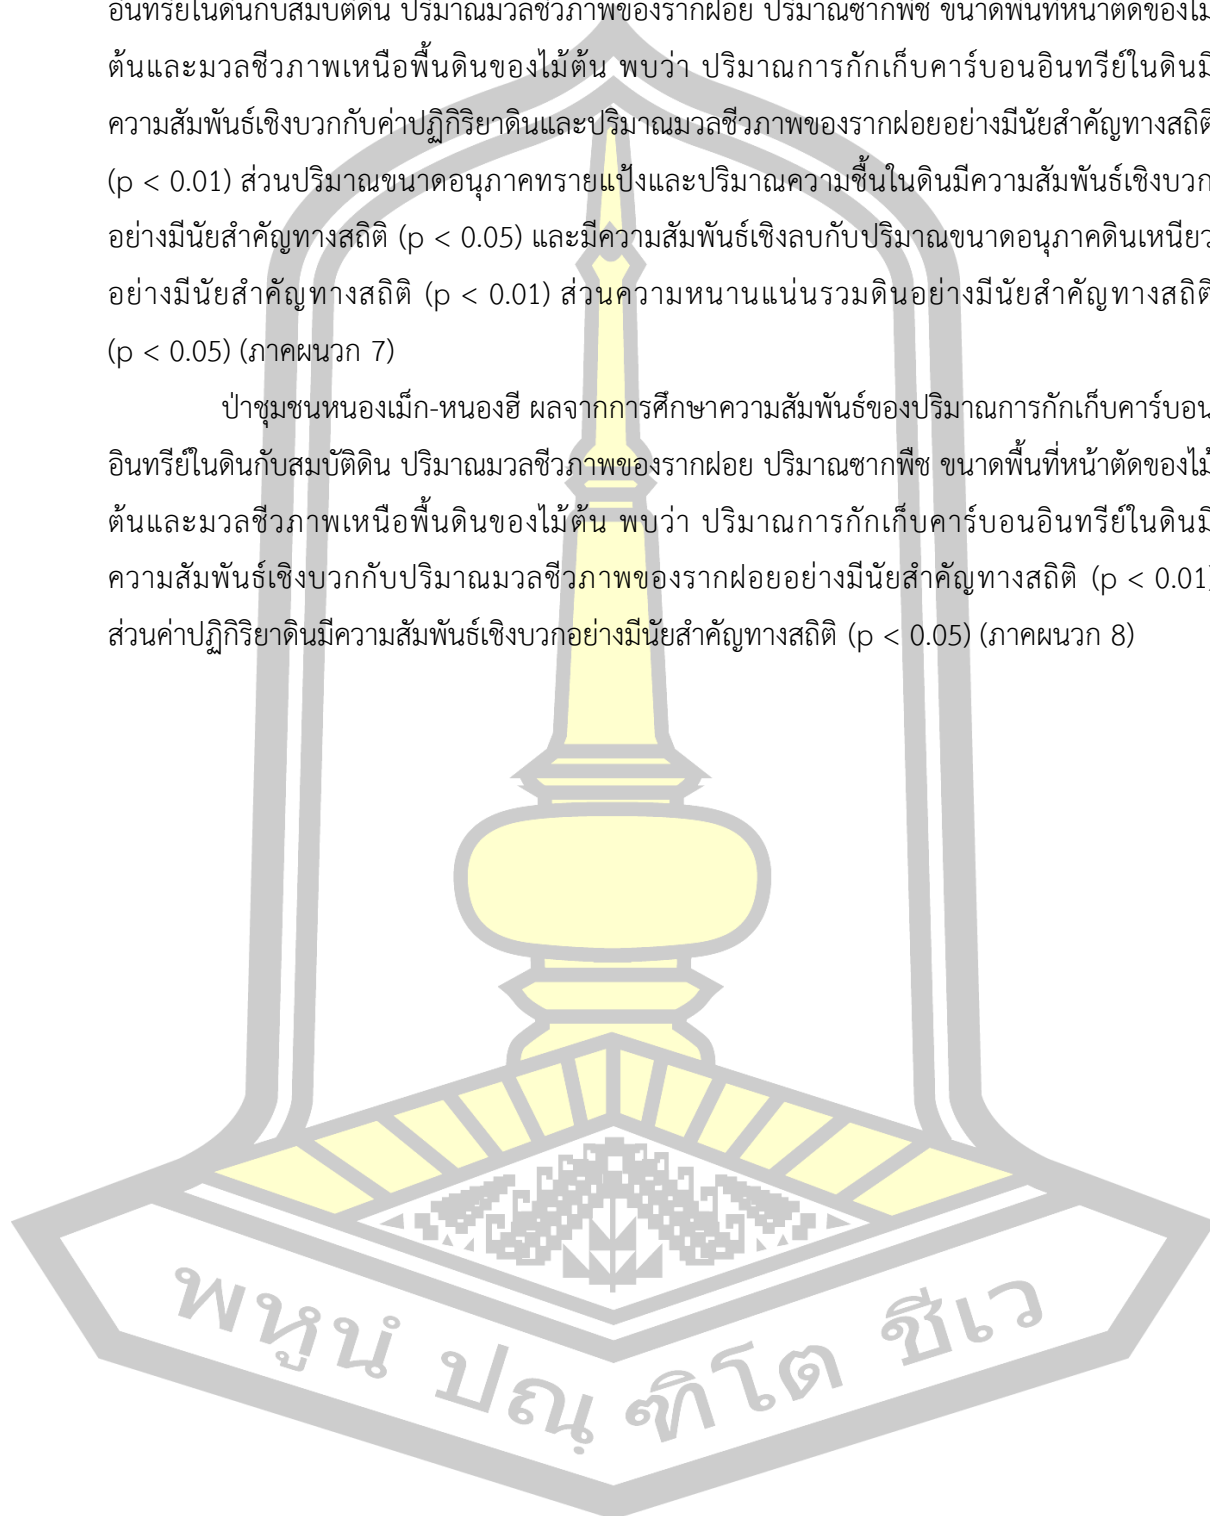 อินทรีย์ในดินกับสมบัติดิน ปริมาณมวลชีวภาพของรากฝอย ปริมาณซากพืช ขนาดพื้นที่หน้าตัดของไม้
ต้นและมวลชีวภาพเหนือพื้นดินของไม้ต้น พบว่า ปริมาณการกักเก็บคาร์บอนอินทรีย์ในดินมี
ความสัมพันธ์เชิงบวกกับค่าปฏิกิริยาดินและปริมาณมวลชีวภาพของรากฝอยอย่างมีนัยสำคัญทางสถิติ
(p < 0.01) ส่วนปริมาณขนาดอนุภาคทรายแป้งและปริมาณความชื้นในดินมีความสัมพันธ์เชิงบวก
อย่างมีนัยสำคัญทางสถิติ (p < 0.05) และมีความสัมพันธ์เชิงลบกับปริมาณขนาดอนุภาคดินเหนียว
อย่างมีนัยสำคัญทางสถิติ (p < 0.01) ส่วนความหนานแน่นรวมดินอย่างมีนัยสำคัญทางสถิติ
(p < 0.05) (ภาคผนวก 7)
ป่าชุมชนหนองเม็ก-หนองฮี ผลจากการศึกษาความสัมพันธ์ของปริมาณการกักเก็บคาร์บอน
อินทรีย์ในดินกับสมบัติดิน ปริมาณมวลชีวภาพของรากฝอย ปริมาณซากพืช ขนาดพื้นที่หน้าตัดของไม้
ต้นและมวลชีวภาพเหนือพื้นดินของไม้ต้น พบว่า ปริมาณการกักเก็บคาร์บอนอินทรีย์ในดินมี
ความสัมพันธ์เชิงบวกกับปริมาณมวลชีวภาพของรากฝอยอย่างมีนัยสำคัญทางสถิติ (p < 0.01)
ส่วนค่าปฏิกิริยาดินมีความสัมพันธ์เชิงบวกอย่างมีนัยสำคัญทางสถิติ (p < 0.05) (ภาคผนวก 8)
พหูนํ ปณฺฑิโต ชีเว